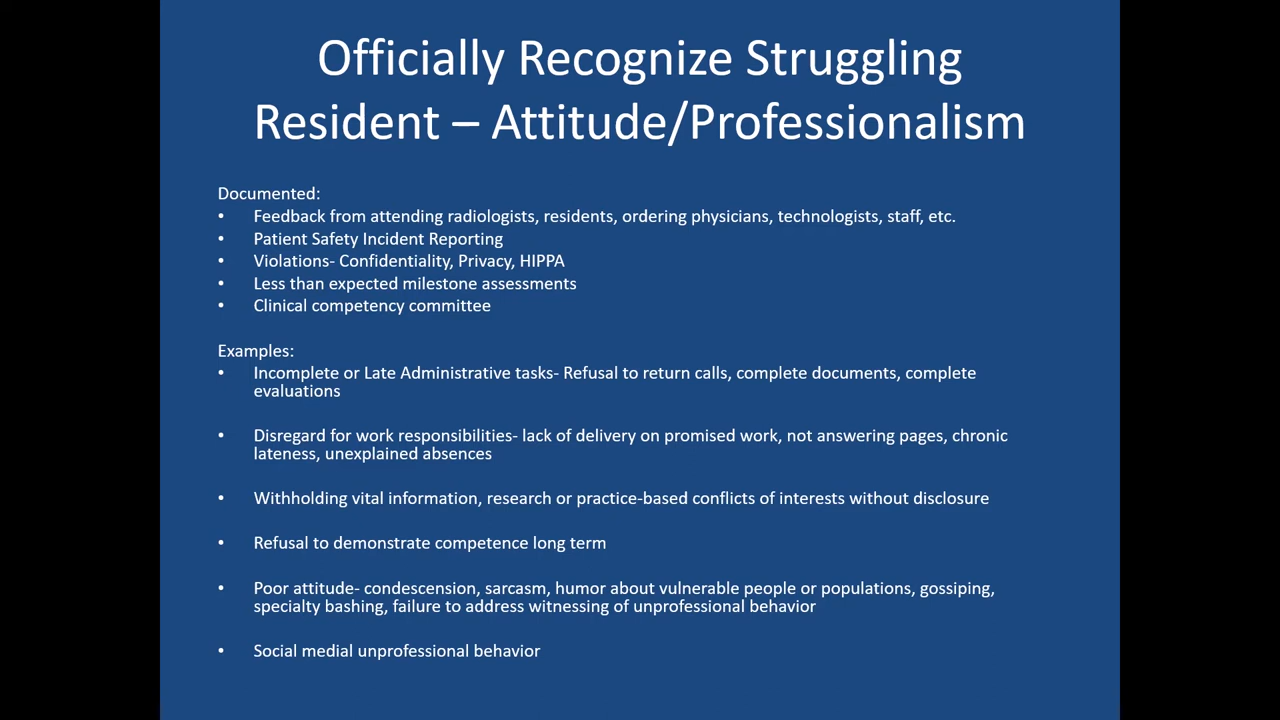 Officially Recognize Struggling
Resident – Attitude/Professionalism
Documented:
• Feedback from attending radiologists, residents, ordering physicians, technologists, staff, etc.
• Patient Safety Incident Reporting
• Violations- Confidentiality, Privacy, HIPPA
• Less than expected milestone assessments
• Clinical competency committee
Examples:
• Incomplete or Late Administrative tasks- Refusal to return calls, complete documents, complete
evaluations
• Disregard for work responsibilities- lack of delivery on promised work, not answering pages, chronic
lateness, unexplained absences
• Withholding vital information, research or practice-based conflicts of interests without disclosure
• Refusal to demonstrate competence long term
• Poor attitude- condescension, sarcasm, humor about vulnerable people or populations, gossiping,
specialty bashing, failure to address witnessing of unprofessional behavior
• Social medial unprofessional behavior